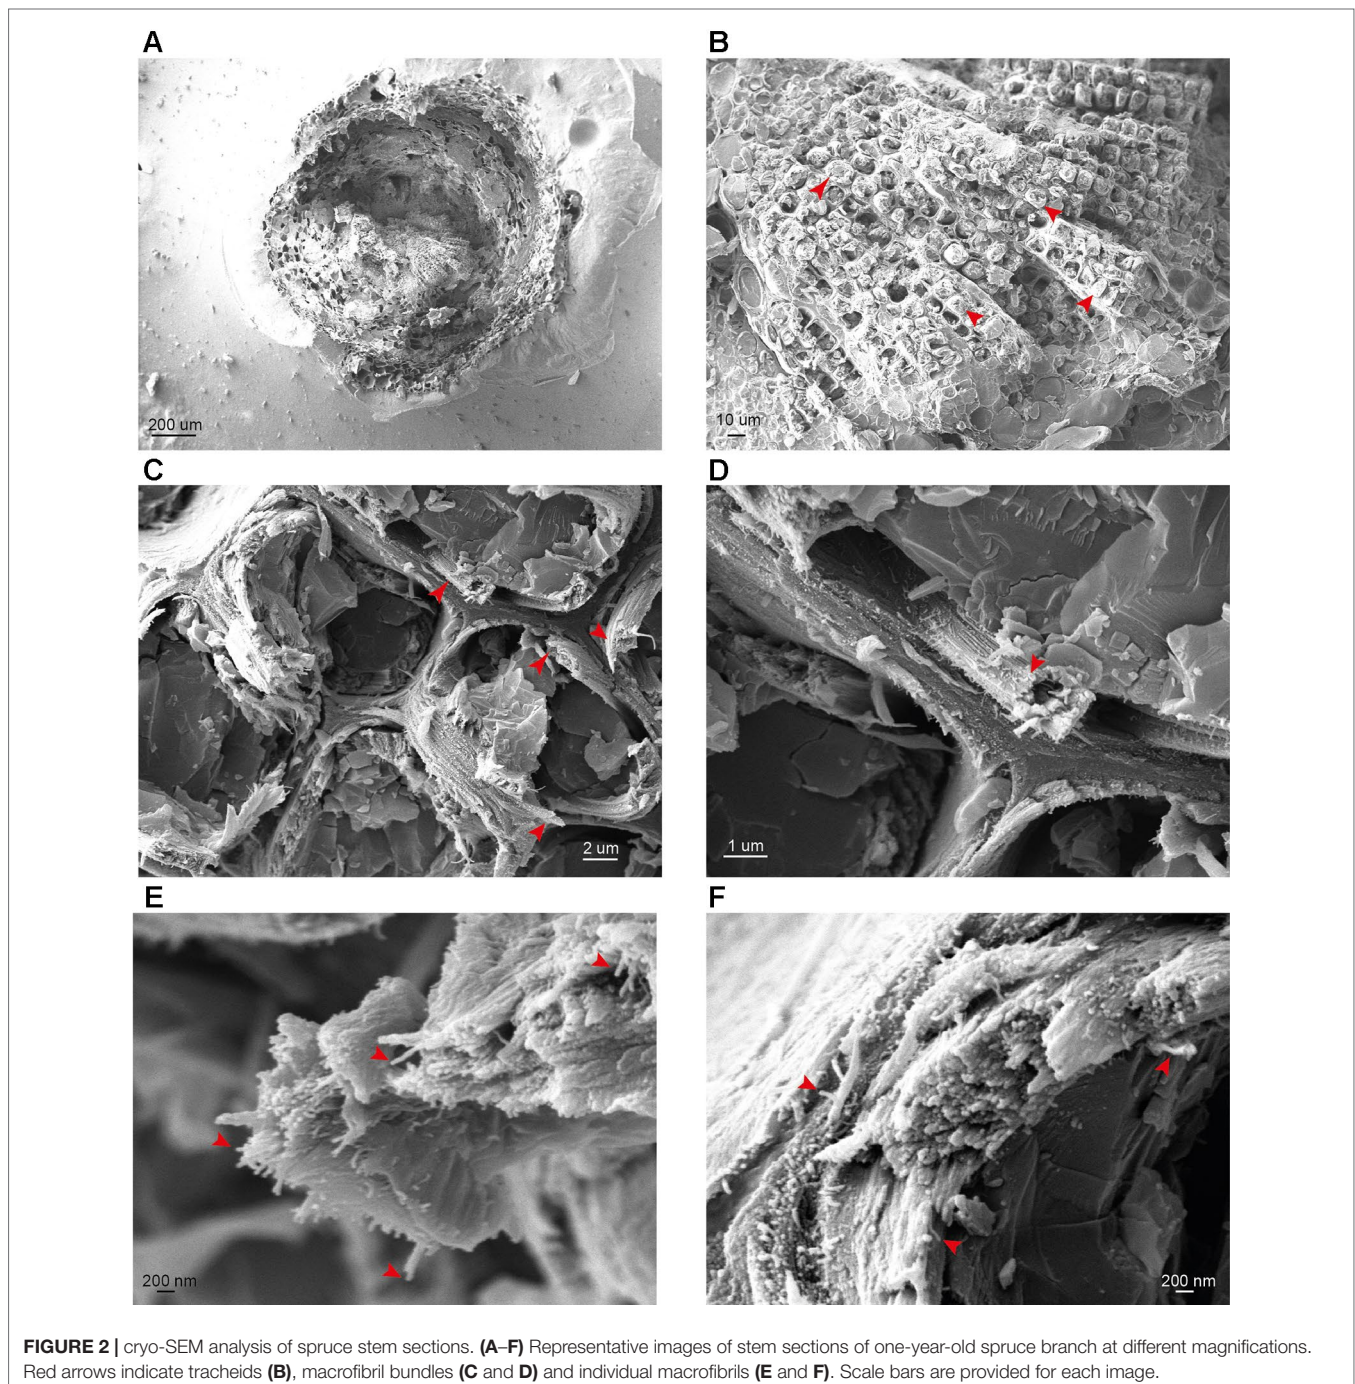 A
B
200 um
10 um
C
D
2 um
1 um
E
F
200 nm
200 nm
FIGURE 2 | cryo-SEM analysis of spruce stem sections. (A–F) Representative images of stem sections of one-year-old spruce branch at different magnifications.
Red arrows indicate tracheids (B), macrofibril bundles (C and D) and individual macrofibrils (E and F). Scale bars are provided for each image.